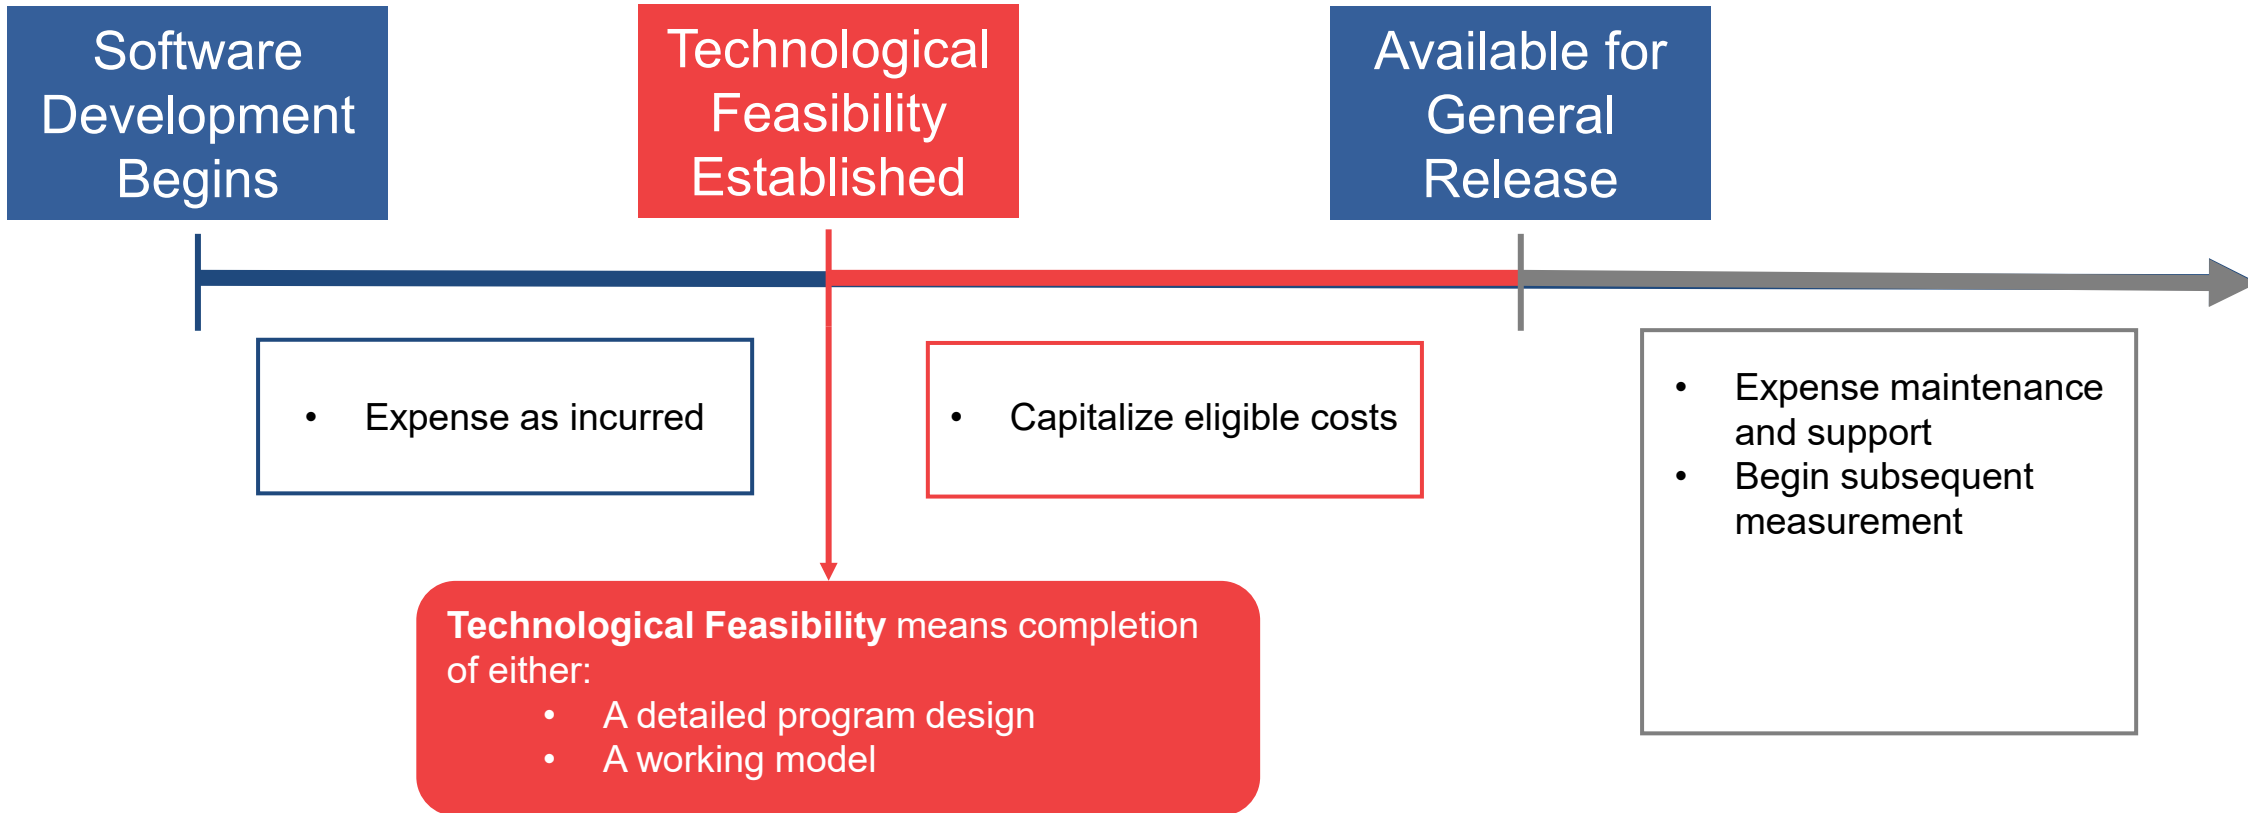 Software
Development
Begins
Technological
Feasibility
Established
Available for
General
Release
• Expense as incurred
• Capitalize eligible costs
• Expense maintenance
and support
• Begin subsequent
measurement
Technological Feasibility means completion
of either:
• A detailed program design
• A working model